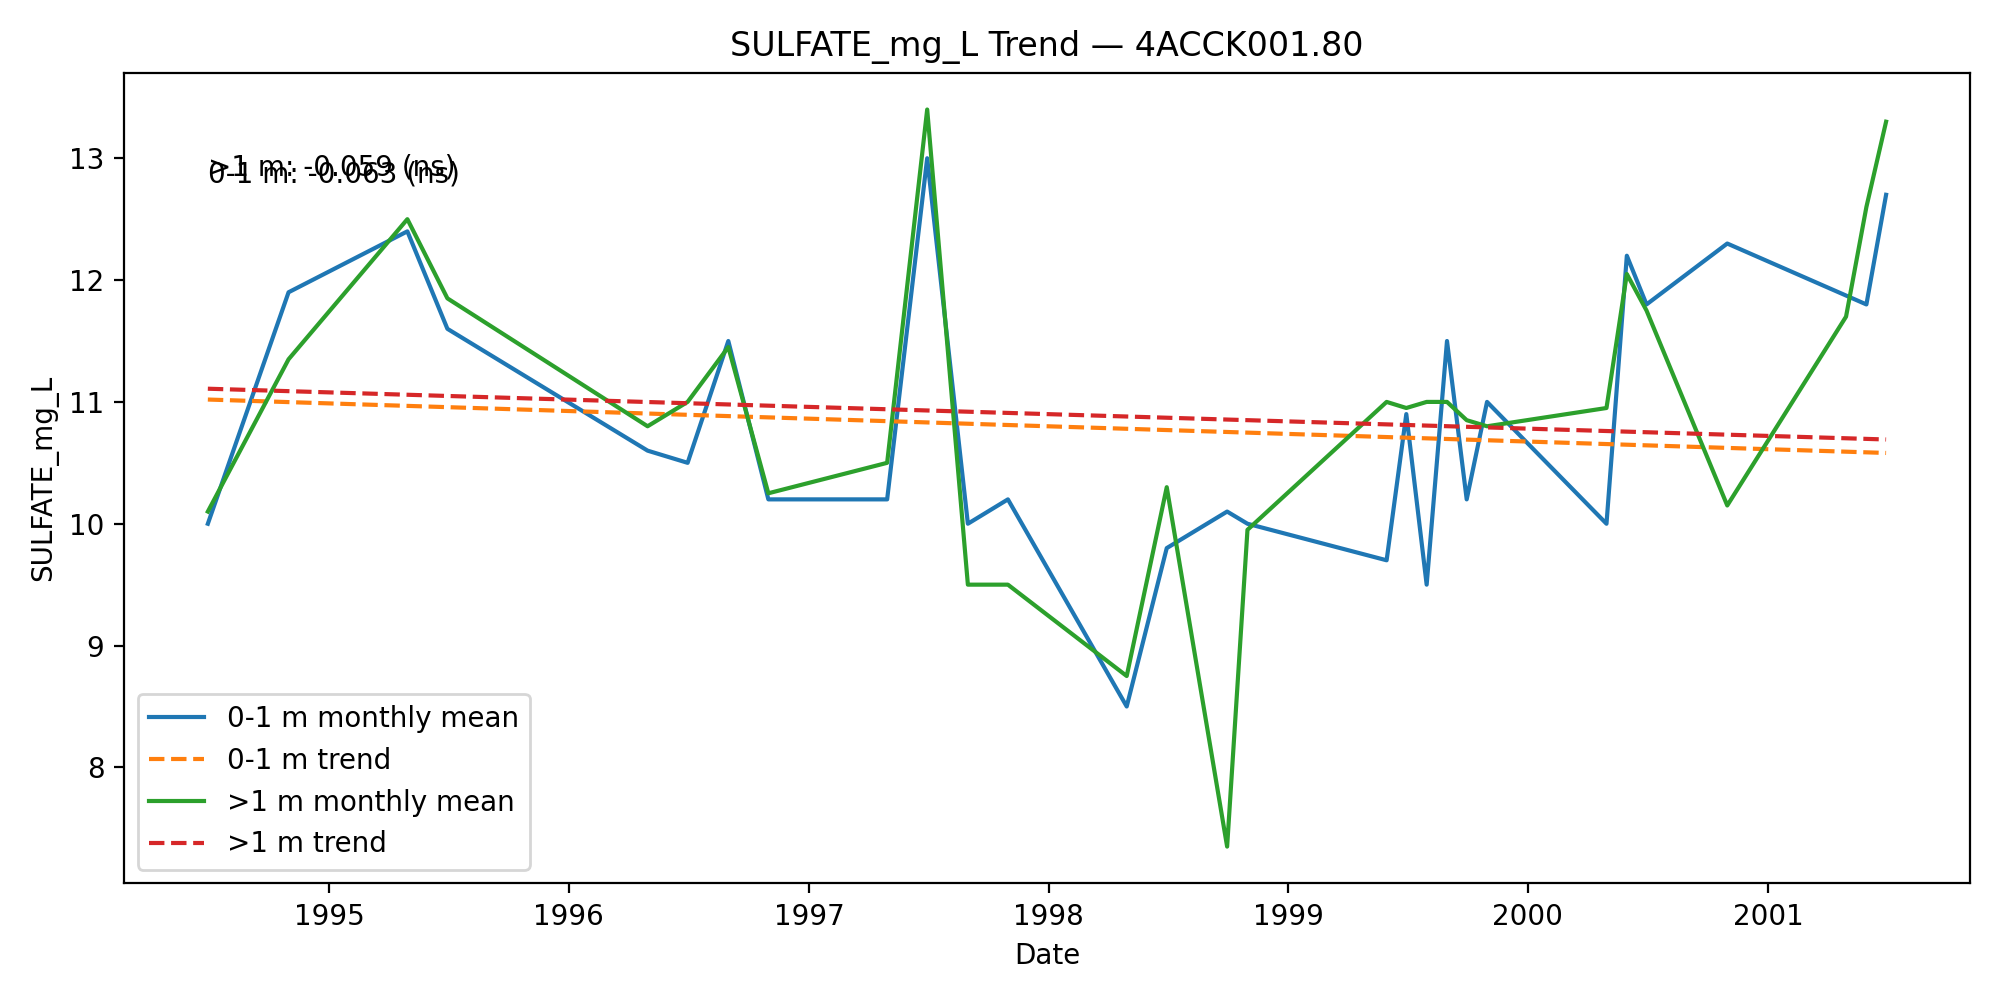 SULFATE_mg_L Trend — 4ACCK001.80
>1 m: -0.059 (ns)
0-1 m: -0.063 (ns)
SULFATE_mg_L
13
12
11
10
9
8
0-1 m monthly mean
0-1 m trend
>1 m monthly mean
>1 m trend
1995 1996 1997 1998 1999 2000 2001
Date